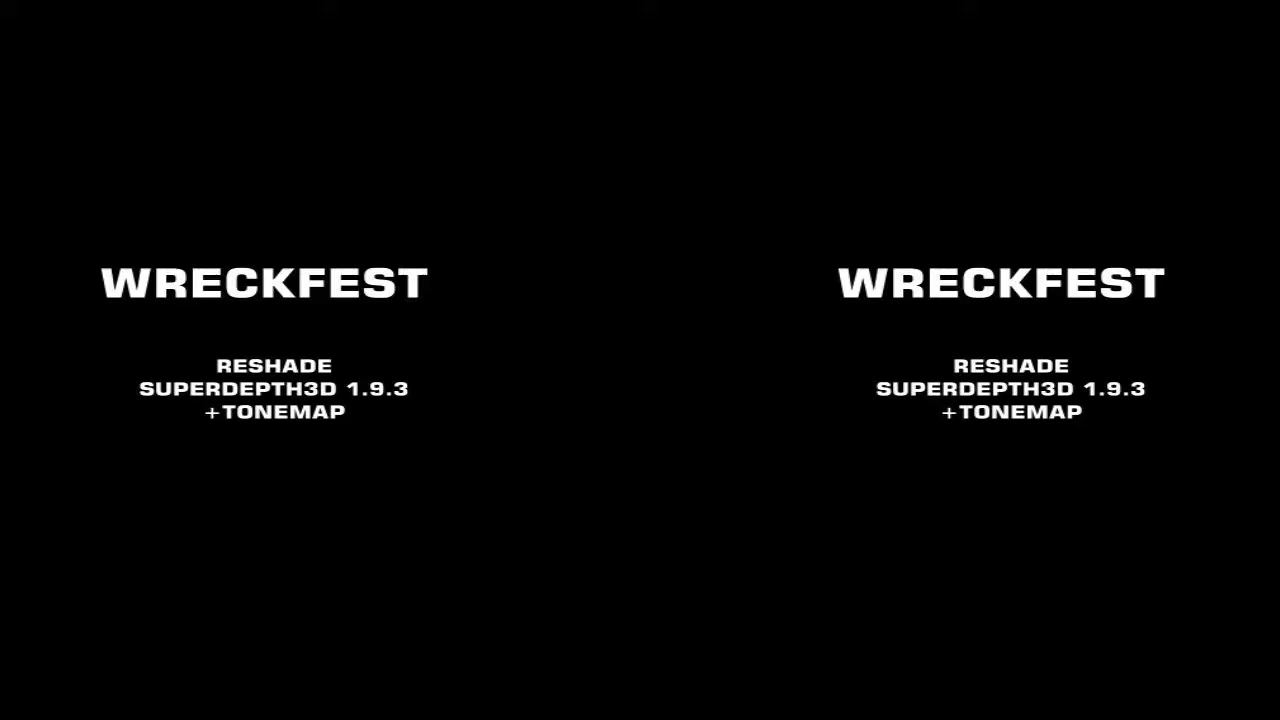 WRECKFEST
RESHADE
SUPERDEPTH3D 1.9.3
+TONEMAP
WRECKFEST
RESHADE
SUPERDEPTH3D 1.9.3
+TONEMAP